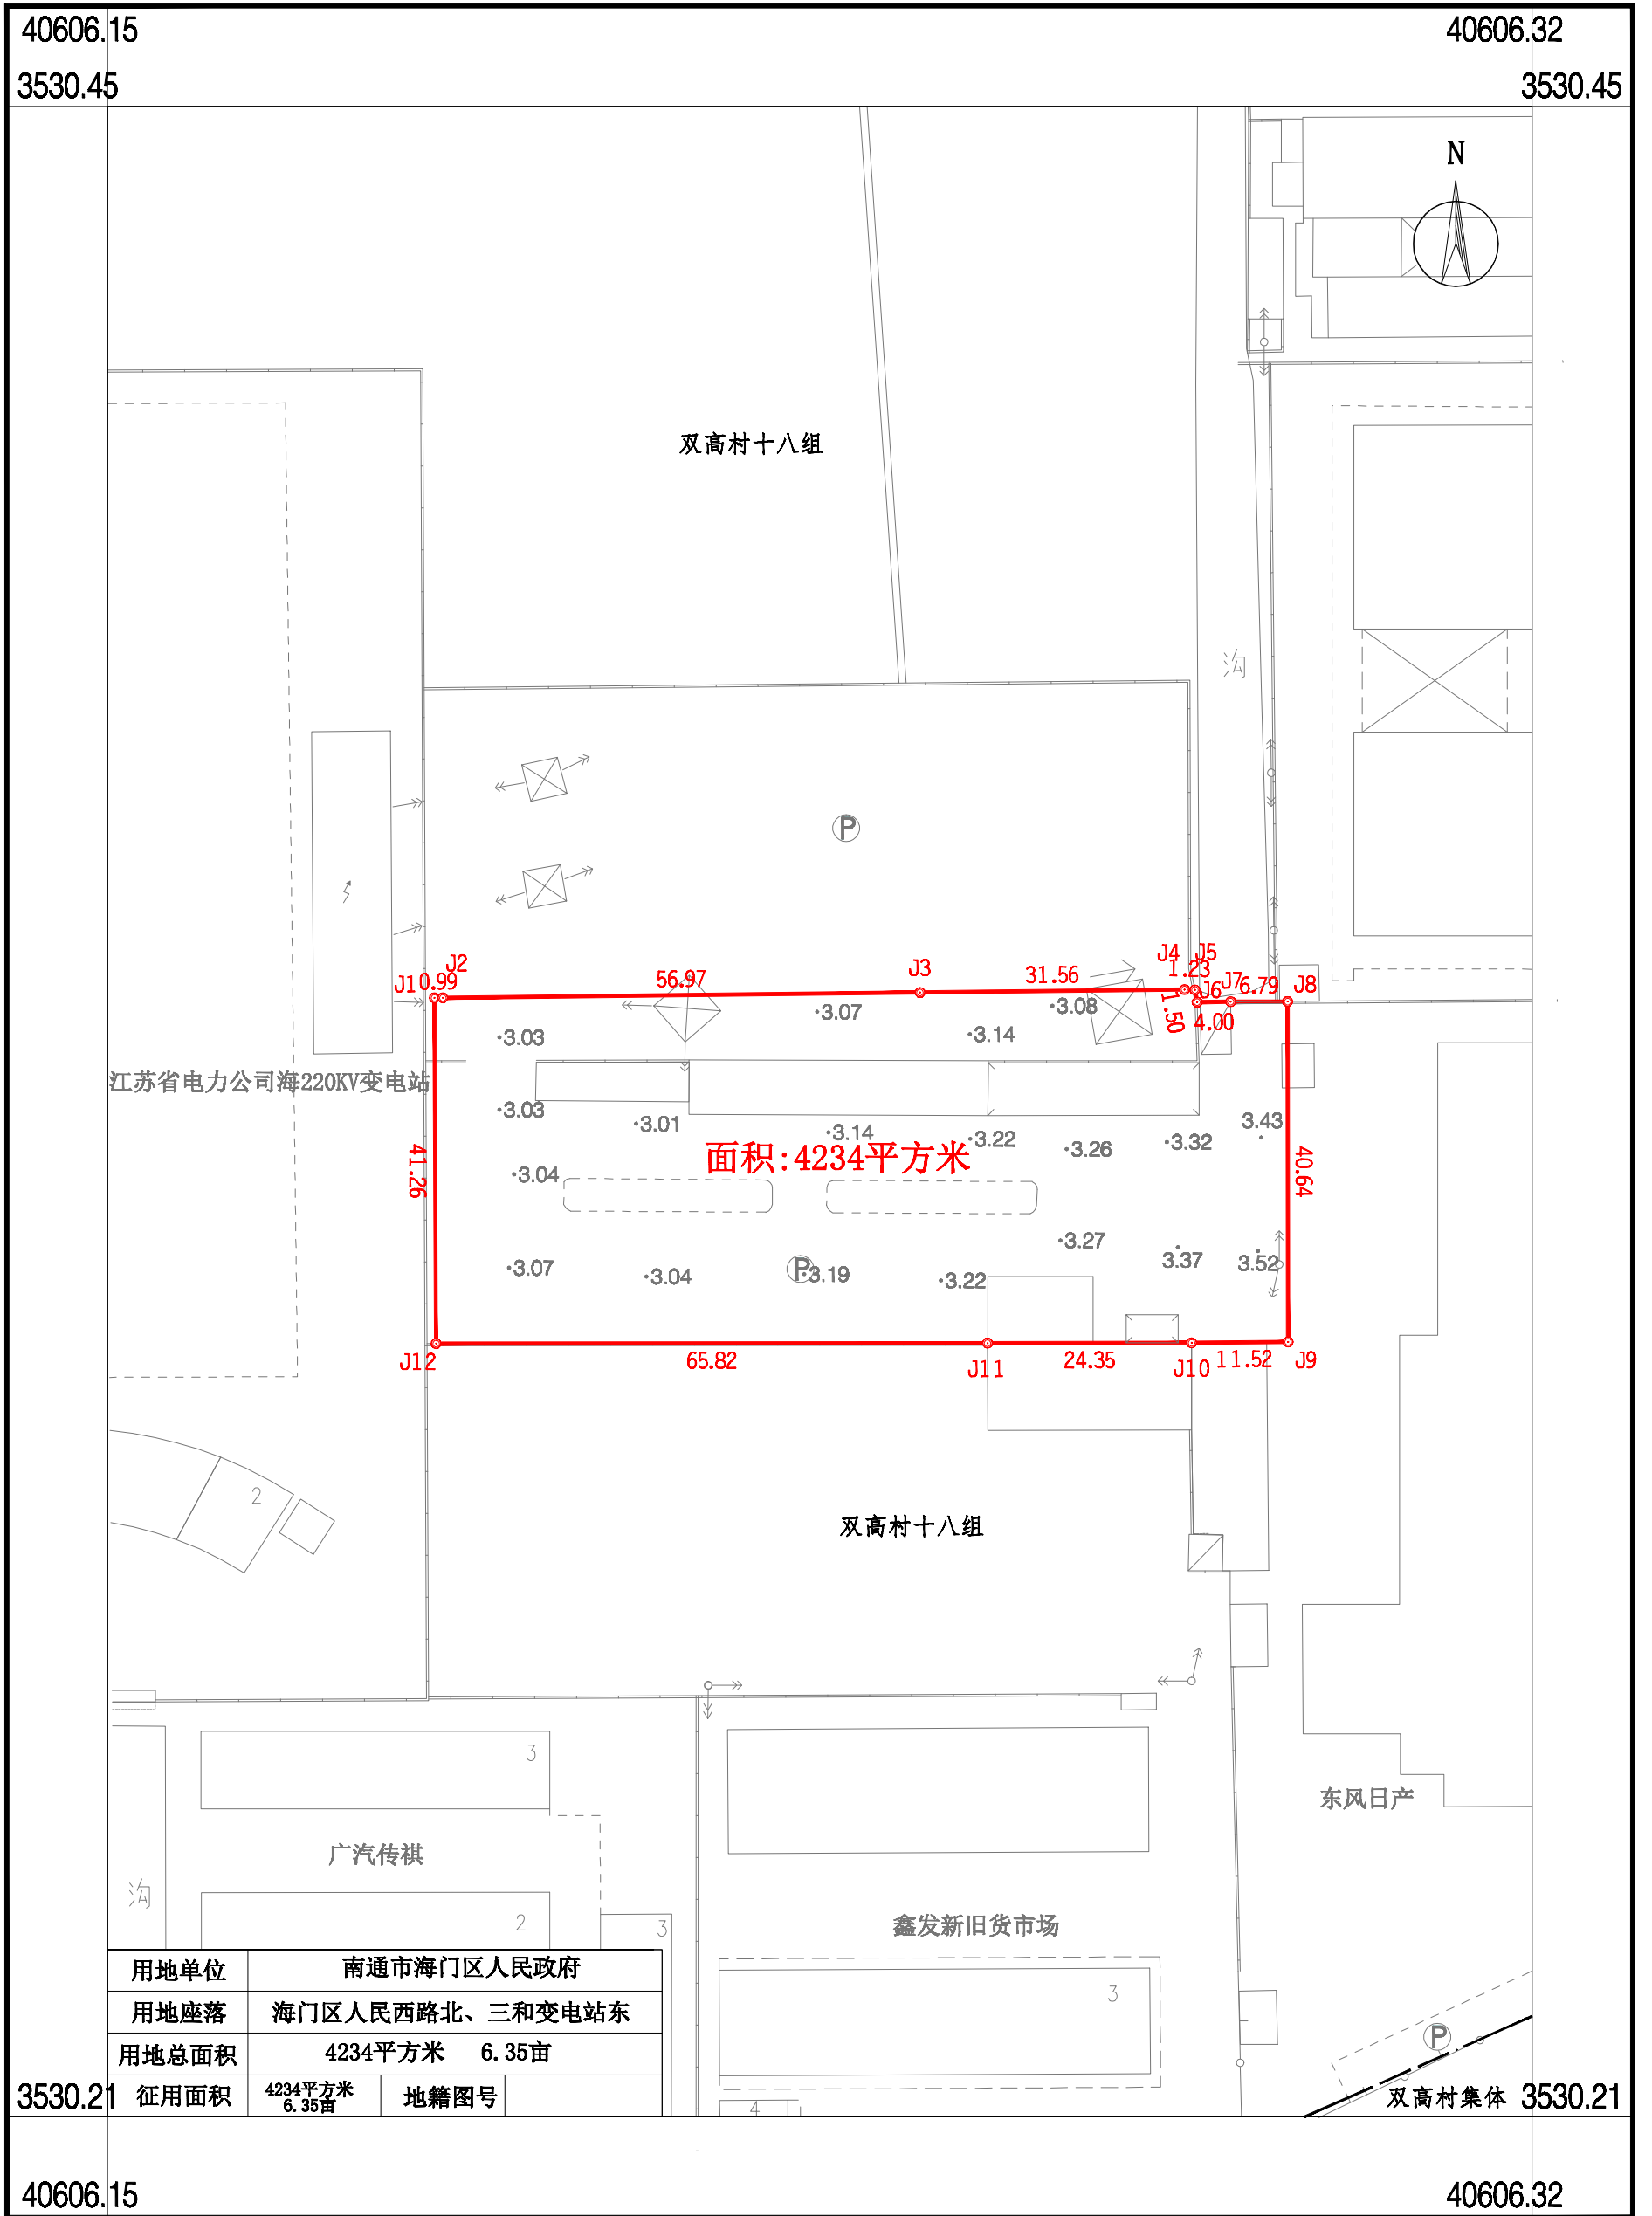 40606.15
40606.32
3530.45
3530.45
N
双高村十八组
沟
P
J1
0.99
J2
56.97
J3
31.56
J4
J5
1.23
J6
J7
6.79
J8
1.50
4.00
3.07
3.08
3.03
3.14
江苏省电力公司海220KV变电站
3.03
3.01
3.14
3.22
3.26
3.32
3.43
面积:4234平方米
41.26
40.64
3.04
3.27
3.37
3.52
3.07
3.04
P
3.19
3.22
J12
65.82
J11
24.35
J10
11.52
J9
2
双高村十八组
3
东风日产
广汽传祺
沟
2
3
鑫发新旧货市场
3
P
4
用地单位 南通市海门区人民政府
用地座落 海门区人民西路北、三和变电站东
用地总面积 4234平方米 6.35亩
征用面积 4234平方米 6.35亩 地籍图号
双高村集体
3530.21
3530.21
40606.15
40606.32